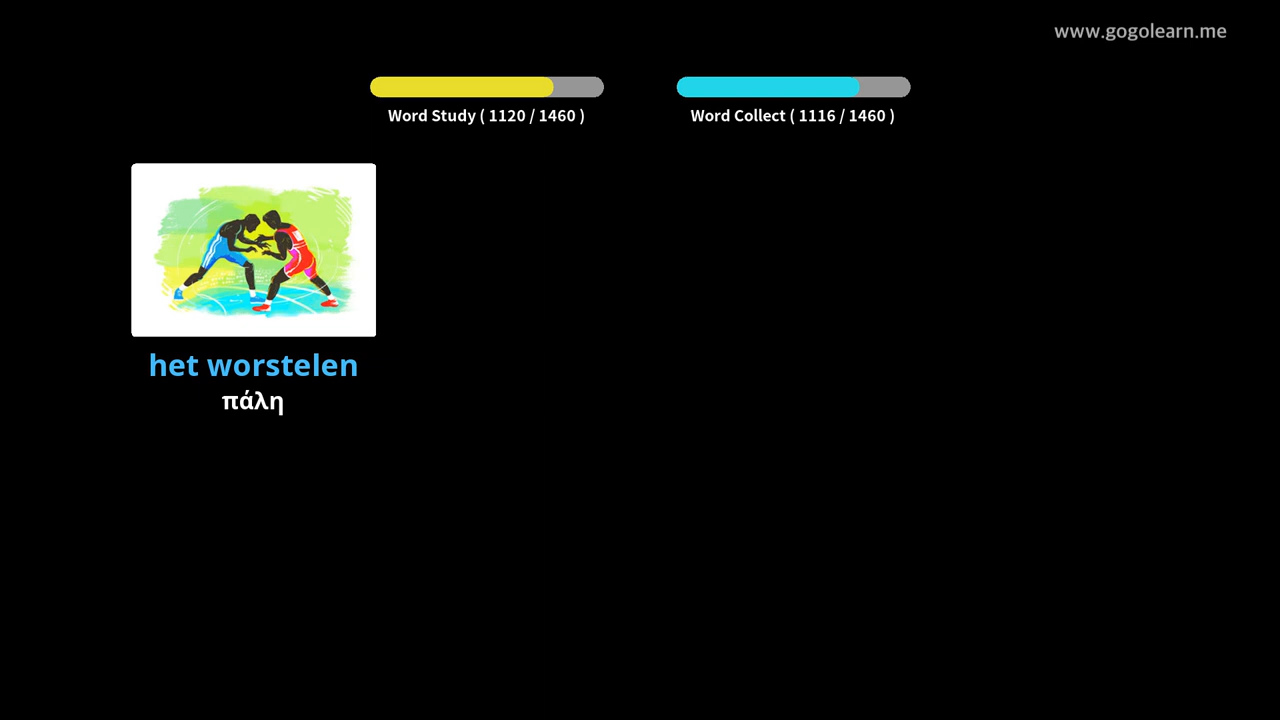 www.gogolearn.me
Word Study ( 1120 / 1460 )
Word Collect ( 1116 / 1460 )
het worstelen
πάλη